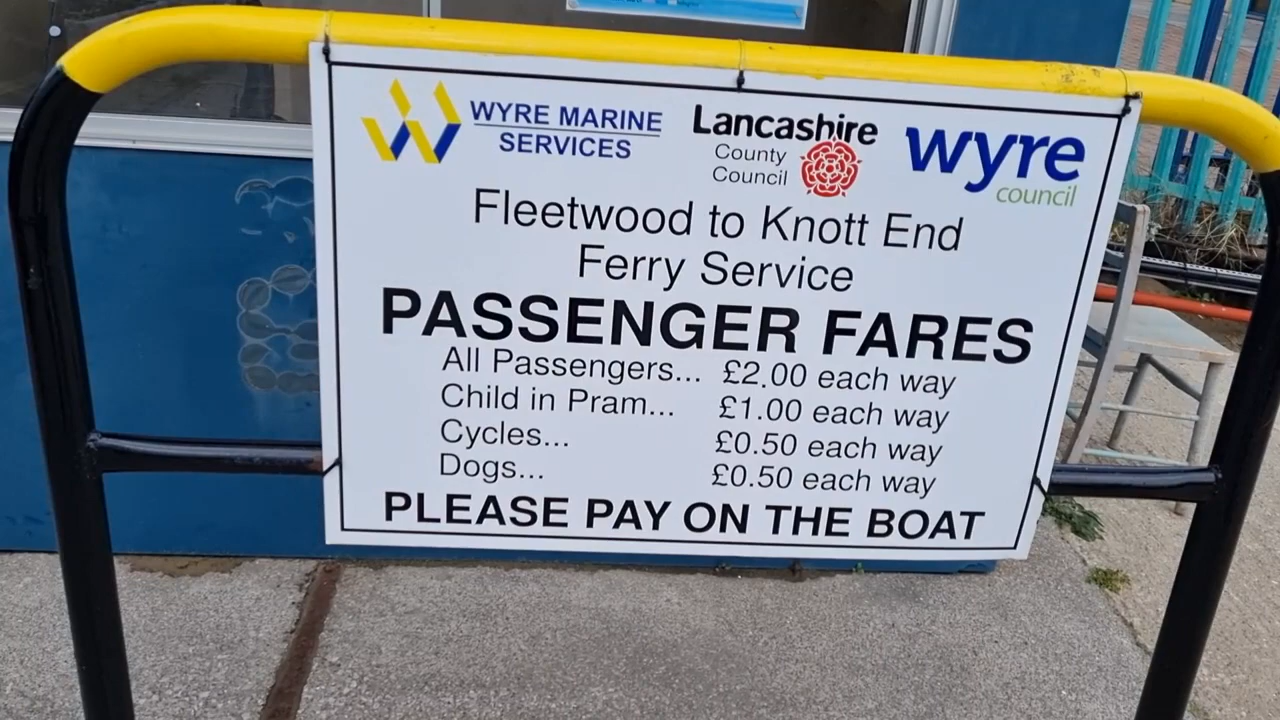 WYRE MARINE
SERVICES
Lancashire
County
Council
wyre
council
Fleetwood to Knott End
Ferry Service
PASSENGER FARES
All Passengers... £2.00 each way
Child in Pram... £1.00 each way
Cycles... £0.50 each way
Dogs... £0.50 each way
PLEASE PAY ON THE BOAT